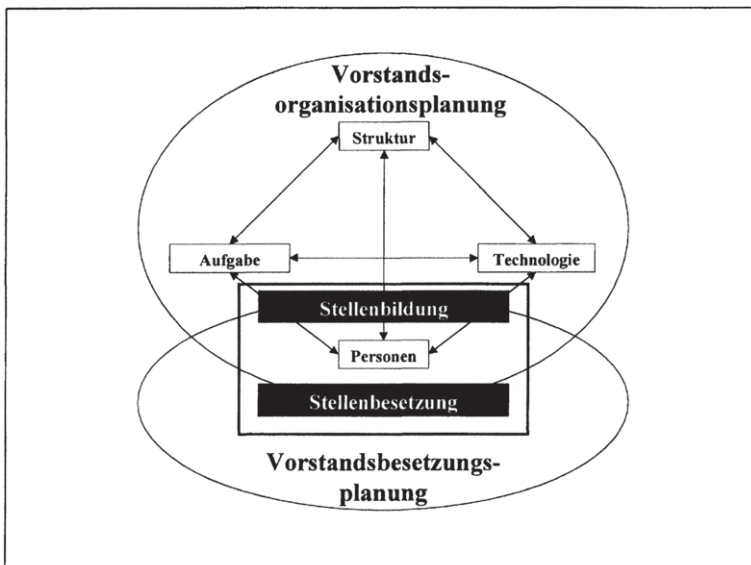 Vorstands-
organisationsplanung
Struktur
Aufgabe
Technologie
Stellenbildung
Personen
Stellenbesetzung
Vorstandsbesetzungs-
planung